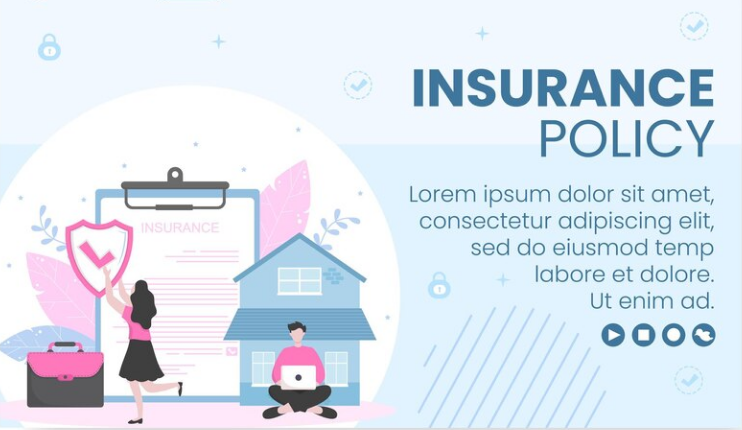 INSURANCE
POLICY
Lorem ipsum dolor sit amet,
consectetur adipiscing elit,
sed do eiusmod temp
labore et dolore.
Ut enim ad.
INSURANCE